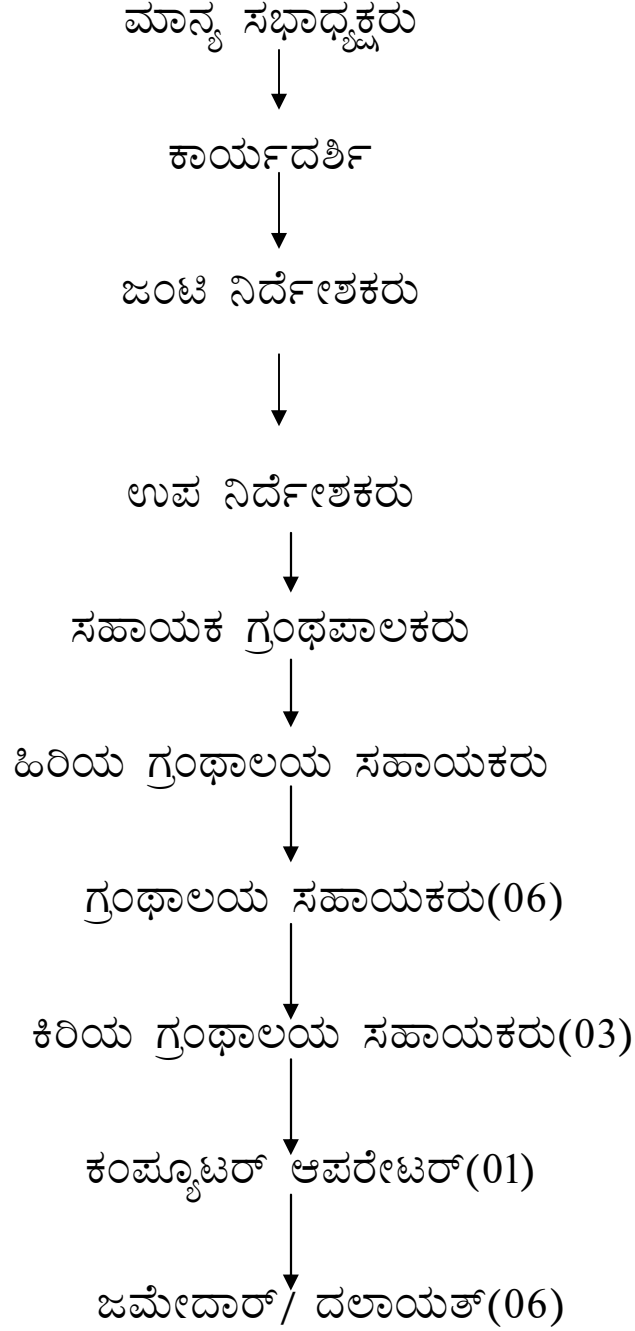 ಮಾನ್ಯ ಸಭಾಧ್ಯಕ್ಷರು
ಕಾರ್ಯದರ್ಶಿ
ಜಂಟಿ ನಿರ್ದೇಶಕರು
ಉಪ ನಿರ್ದೇಶಕರು
ಸಹಾಯಕ ಗ್ರಂಥಪಾಲಕರು
ಹಿರಿಯ ಗ್ರಂಥಾಲಯ ಸಹಾಯಕರು
ಗ್ರಂಥಾಲಯ ಸಹಾಯಕರು(06)
ಕಿರಿಯ ಗ್ರಂಥಾಲಯ ಸಹಾಯಕರು(03)
ಕಂಪ್ಯೂಟರ್ ಆಪರೇಟರ್(01)
ಜಮೇದಾರ್/ ದಲಾಯತ್(06)